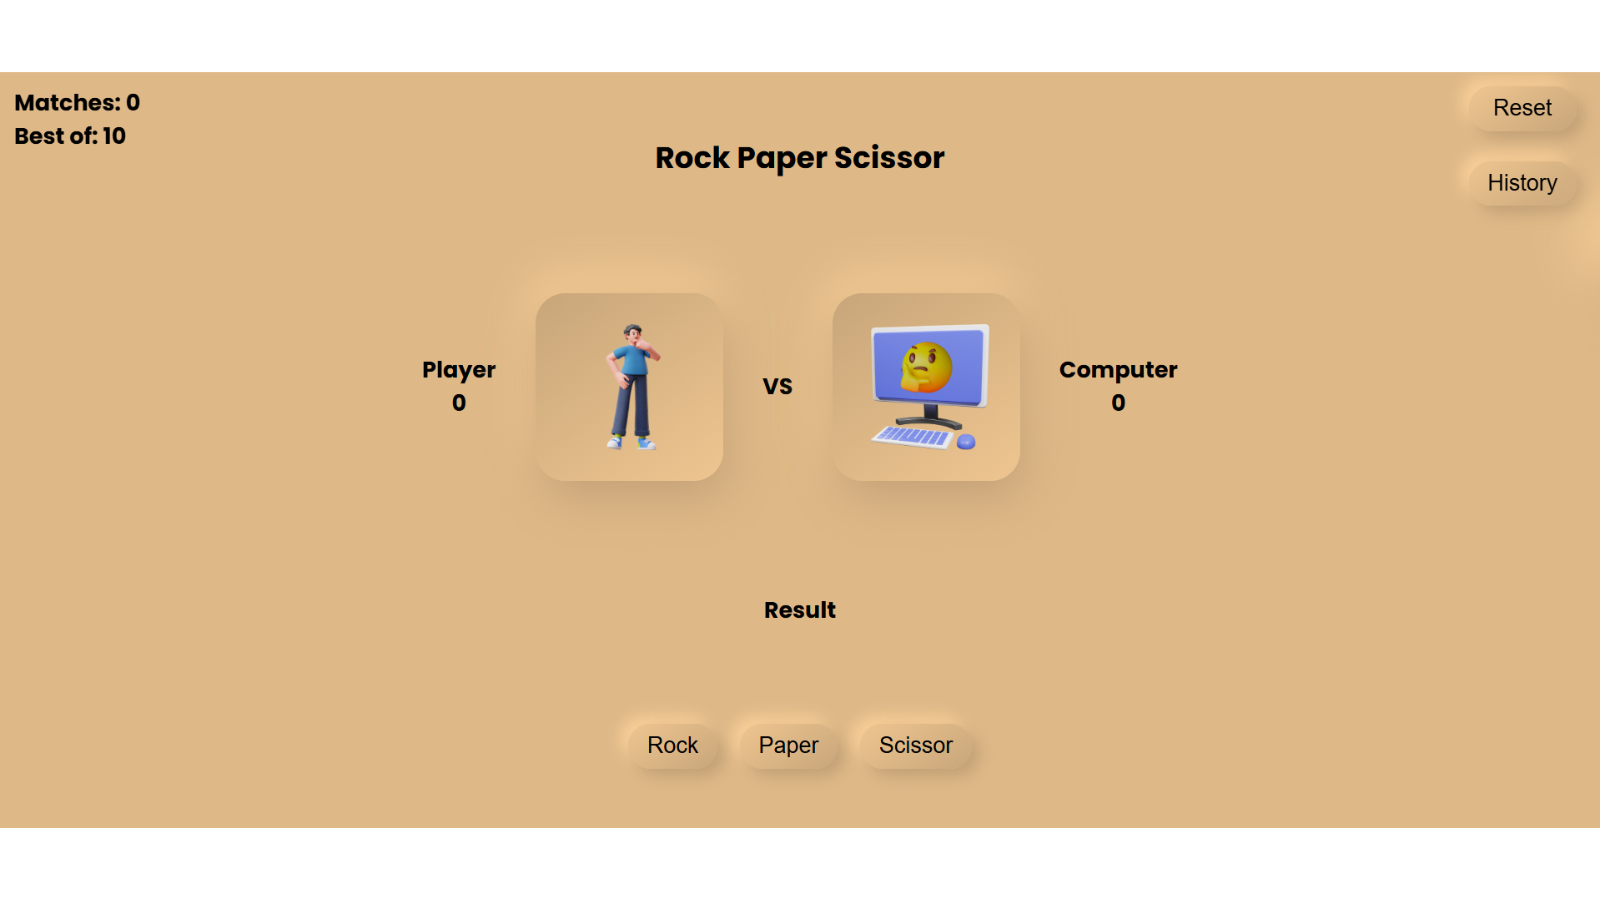 Matches: 0
Best of: 10
Reset
History
Rock Paper Scissor
Player
0
VS
Computer
0
Result
Rock
Paper
Scissor